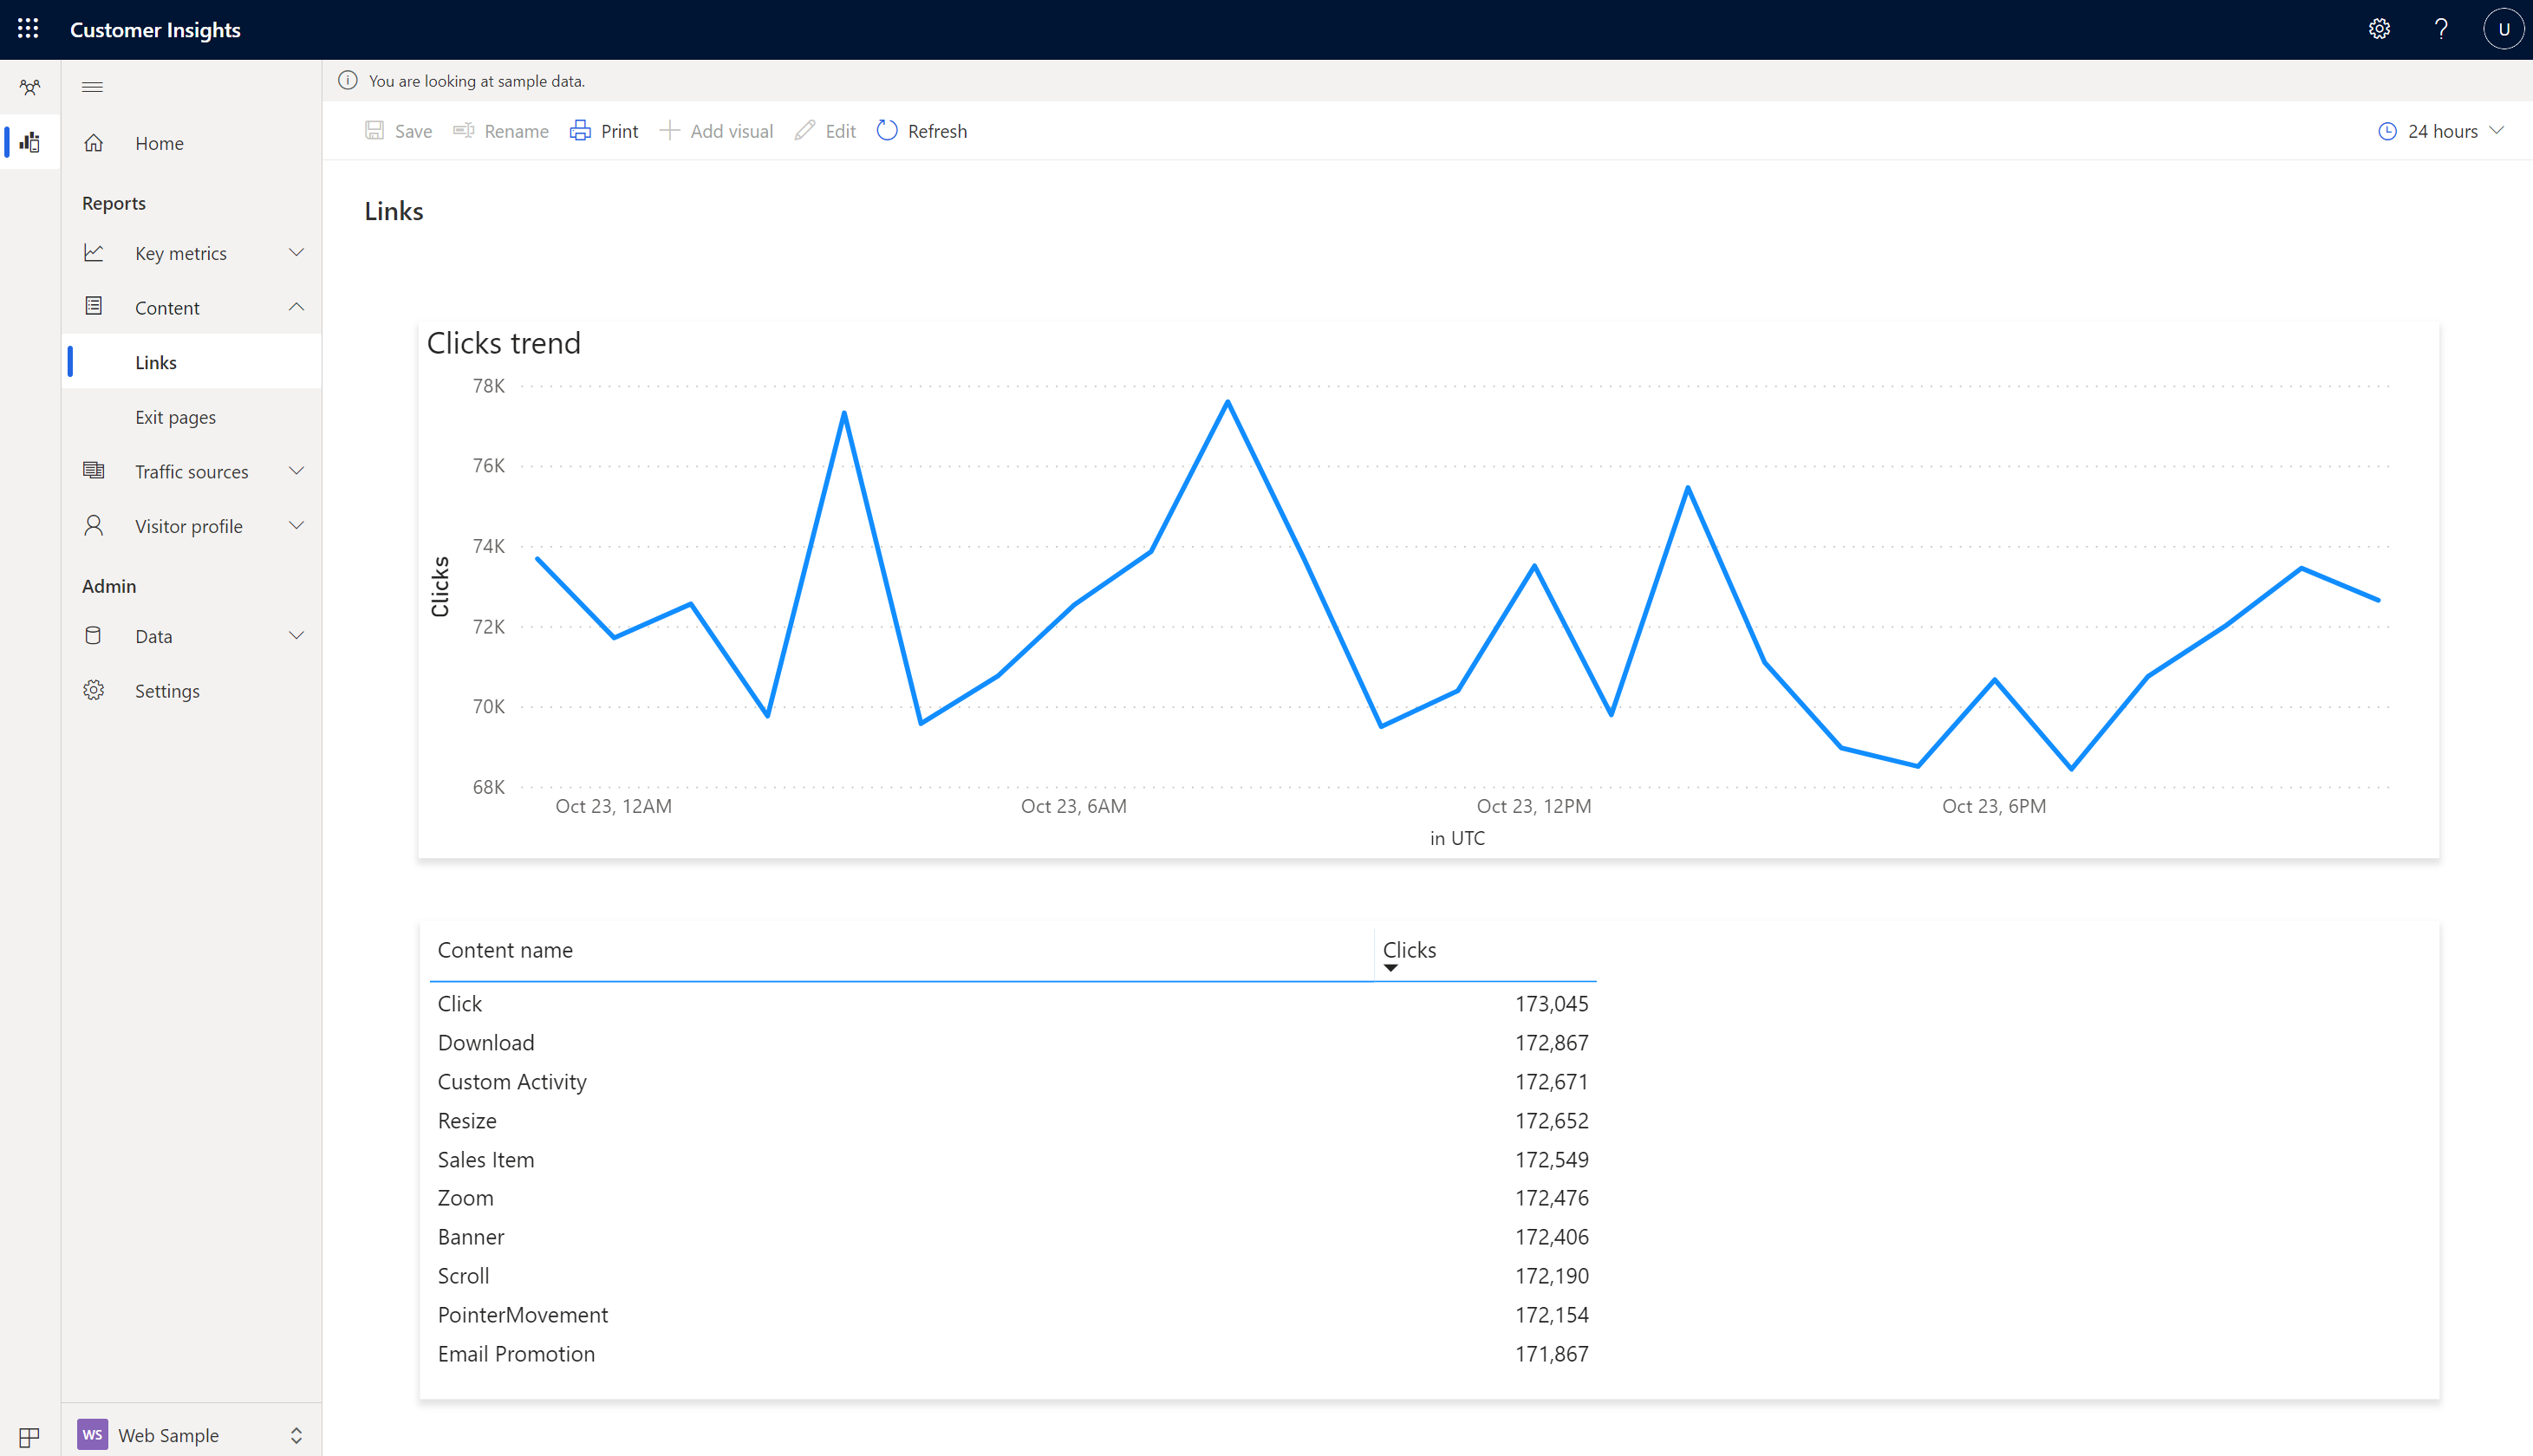 Customer Insights
U
You are looking at sample data.
Save Rename Print Add visual Edit Refresh
24 hours
Home
Reports
Key metrics
Content
Links
Exit pages
Traffic sources
Visitor profile
Admin
Data
Settings
WS Web Sample
Links
Clicks trend
Clicks
78K
76K
74K
72K
70K
68K
Oct 23, 12AM Oct 23, 6AM Oct 23, 12PM Oct 23, 6PM
in UTC
Content name Clicks
Click 173,045
Download 172,867
Custom Activity 172,671
Resize 172,652
Sales Item 172,549
Zoom 172,476
Banner 172,406
Scroll 172,190
PointerMovement 172,154
Email Promotion 171,867